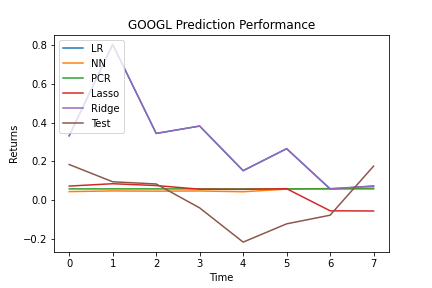 GOOGL Prediction Performance
LR
NN
PCR
Lasso
Ridge
Test
Returns
0.8
0.6
0.4
0.2
0.0
−0.2
0 1 2 3 4 5 6 7
Time